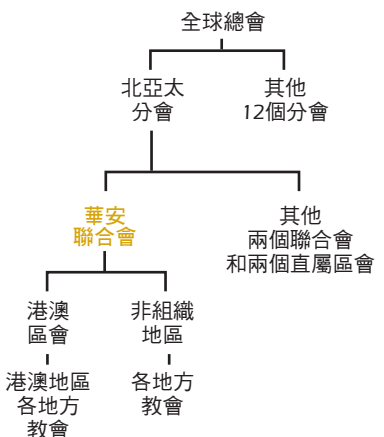 全球總會
北亞太
分會
其他
12個分會
華安
聯合會
其他
兩個聯合會
和兩個直屬區會
港澳
區會
非組織
地區
港澳地區
各地方
教會
各地方
教會